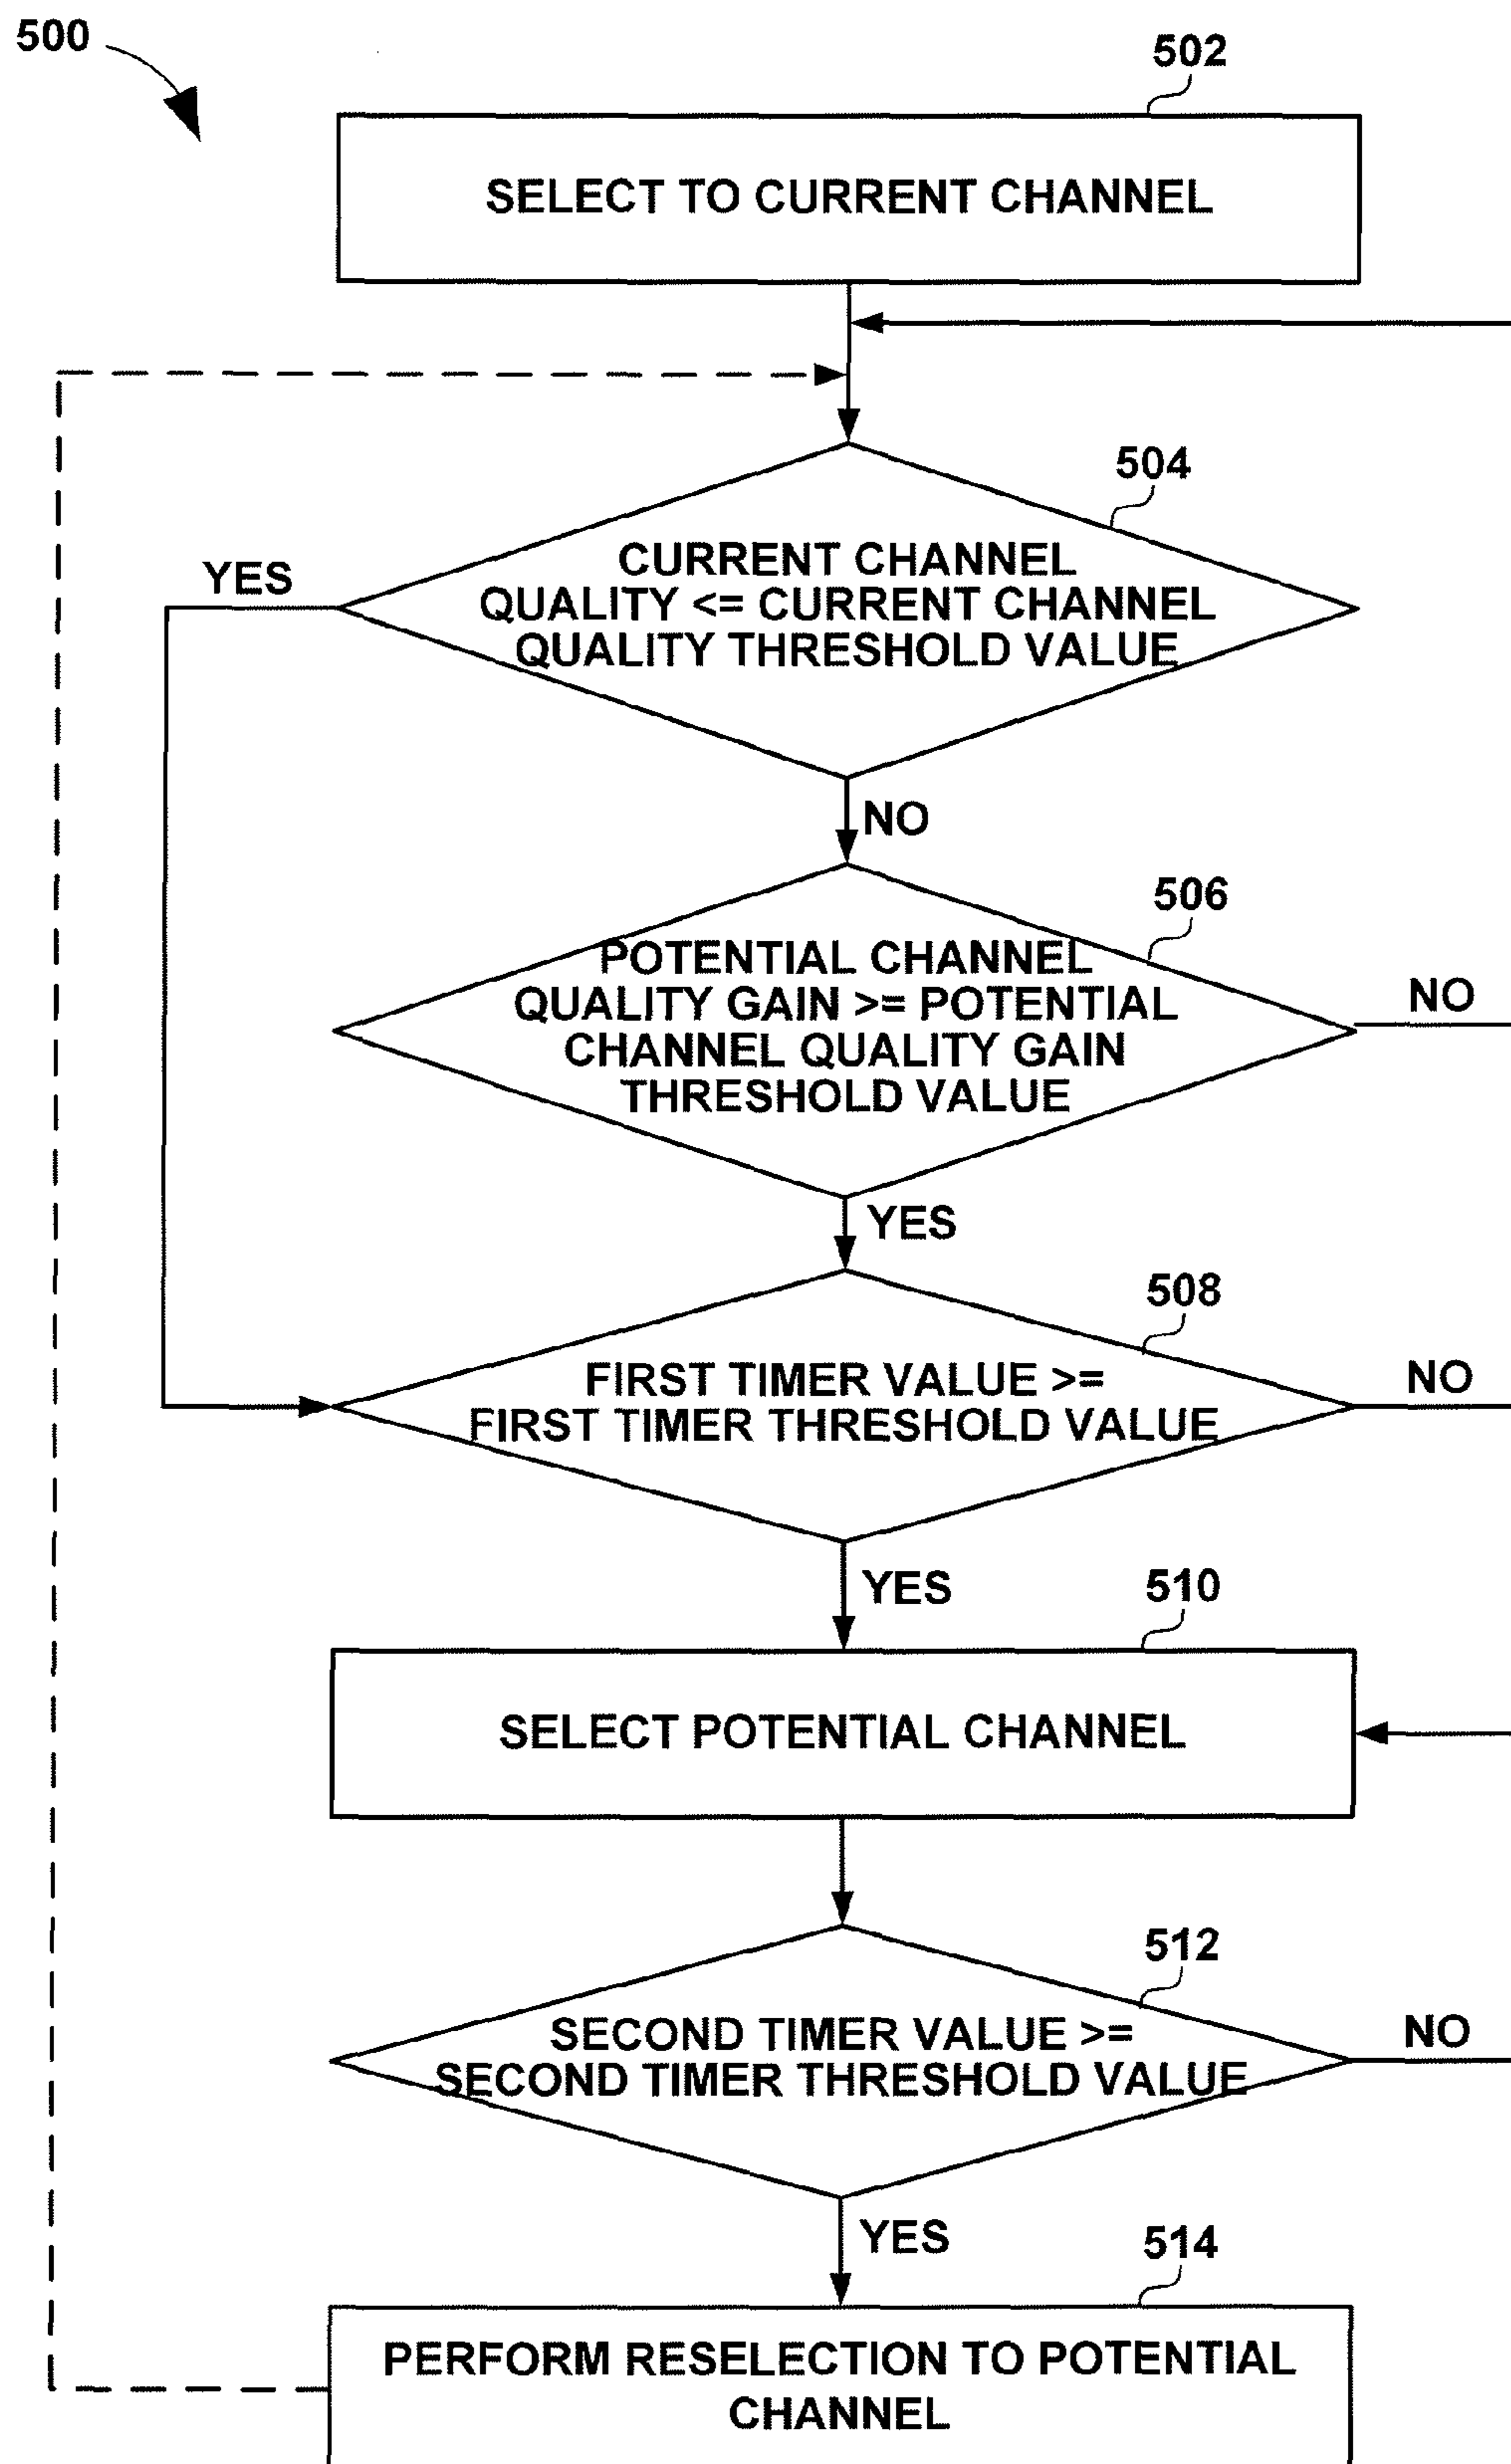 500
502
SELECT TO CURRENT CHANNEL
504
CURRENT CHANNEL
QUALITY <= CURRENT CHANNEL
QUALITY THRESHOLD VALUE
YES
NO
506
POTENTIAL CHANNEL
QUALITY GAIN >= POTENTIAL
CHANNEL QUALITY GAIN
THRESHOLD VALUE
NO
YES
508
FIRST TIMER VALUE >=
FIRST TIMER THRESHOLD VALUE
NO
YES
510
SELECT POTENTIAL CHANNEL
512
SECOND TIMER VALUE >=
SECOND TIMER THRESHOLD VALUE
NO
YES
514
PERFORM RESELECTION TO POTENTIAL
CHANNEL